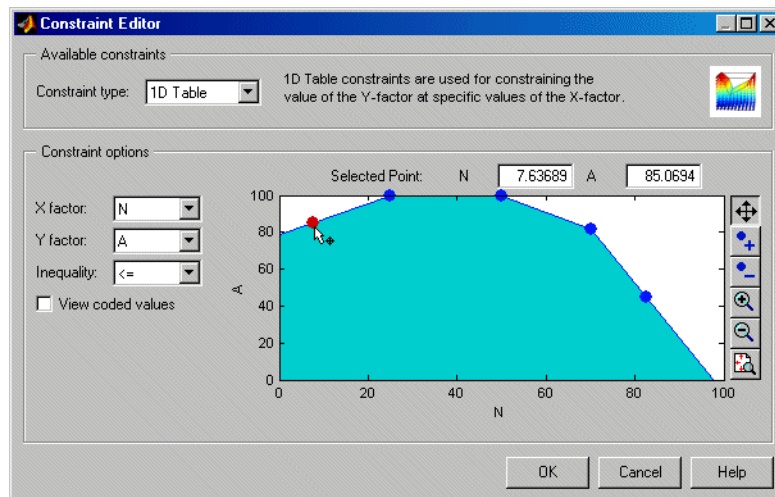 Constraint Editor
Available constraints
Constraint type: 1D Table
1D Table constraints are used for constraining the
value of the Y-factor at specific values of the X-factor.
Constraint options
Selected Point: N 7.63689 A 85.0694
X factor: N
Y factor: A
Inequality: <=
View coded values
100
80
60
40
20
0
A
0 20 40 60 80 100
N
OK Cancel Help